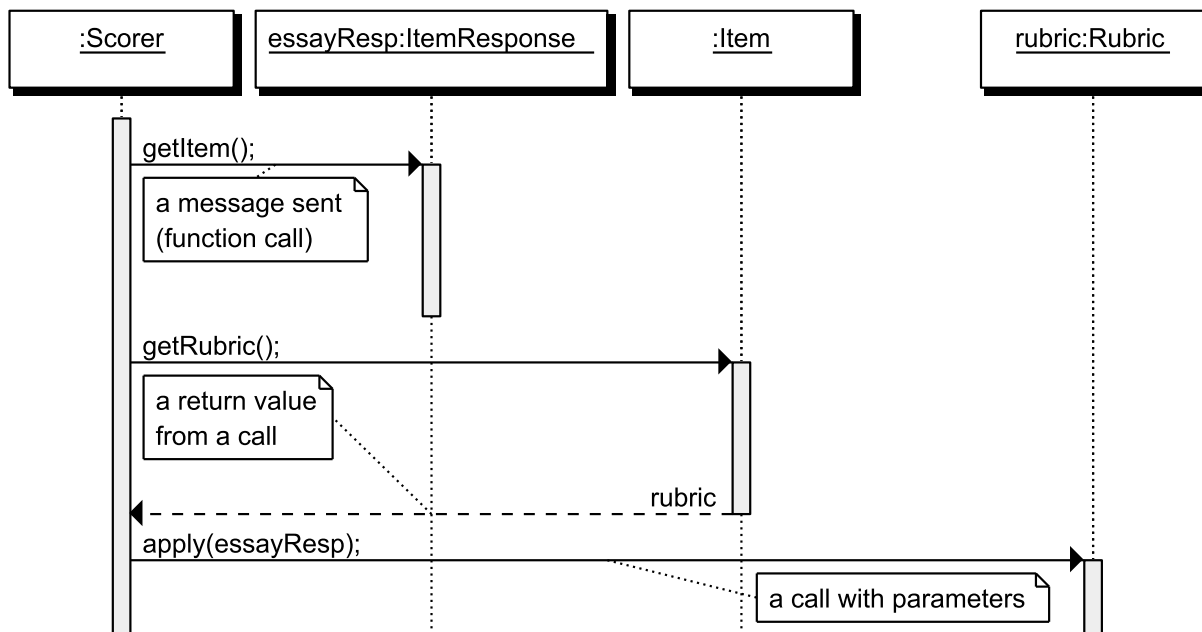 :Scorer
essayResp:ItemResponse
:Item
rubric:Rubric
getItem();
a message sent
(function call)
getRubric();
a return value
from a call
rubric
apply(essayResp);
a call with parameters